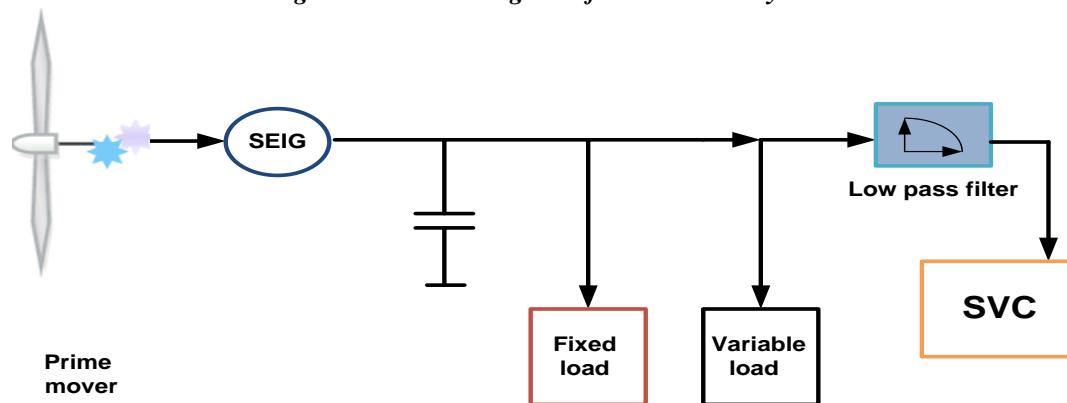 SEIG
Low pass filter
SVC
Fixed
load
Variable
load
Prime
mover